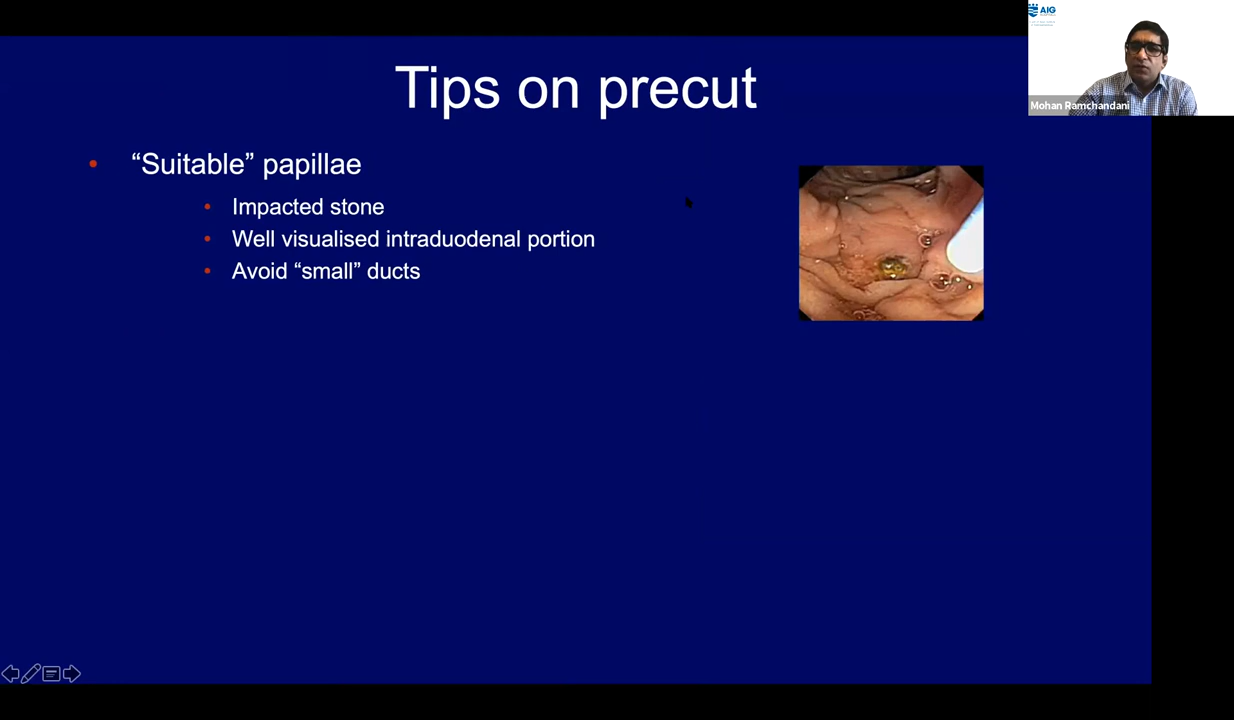 AIG
Mohan Ramchandani
Tips on precut
• “Suitable” papillae
• Impacted stone
• Well visualised intraduodenal portion
• Avoid “small” ducts